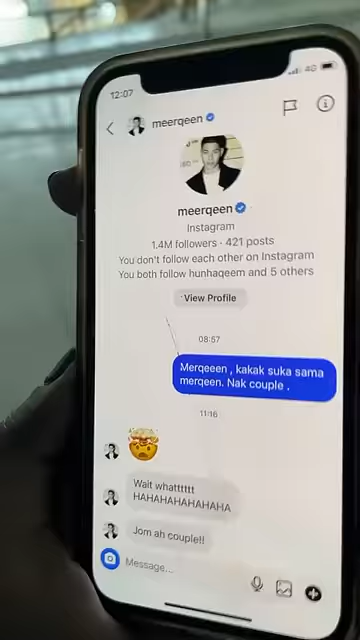 12:07
4G
meerqeen
meerqeen
Instagram
1.4M followers · 421 posts
You don't follow each other on Instagram
You both follow hunhaqeem and 5 others
View Profile
08:57
Merqeeen , kakak suka sama
merqeen. Nak couple .
11:16
Wait whatttttt
HAHAHAHAHAHAHA
Jom ah couple!!
Message...